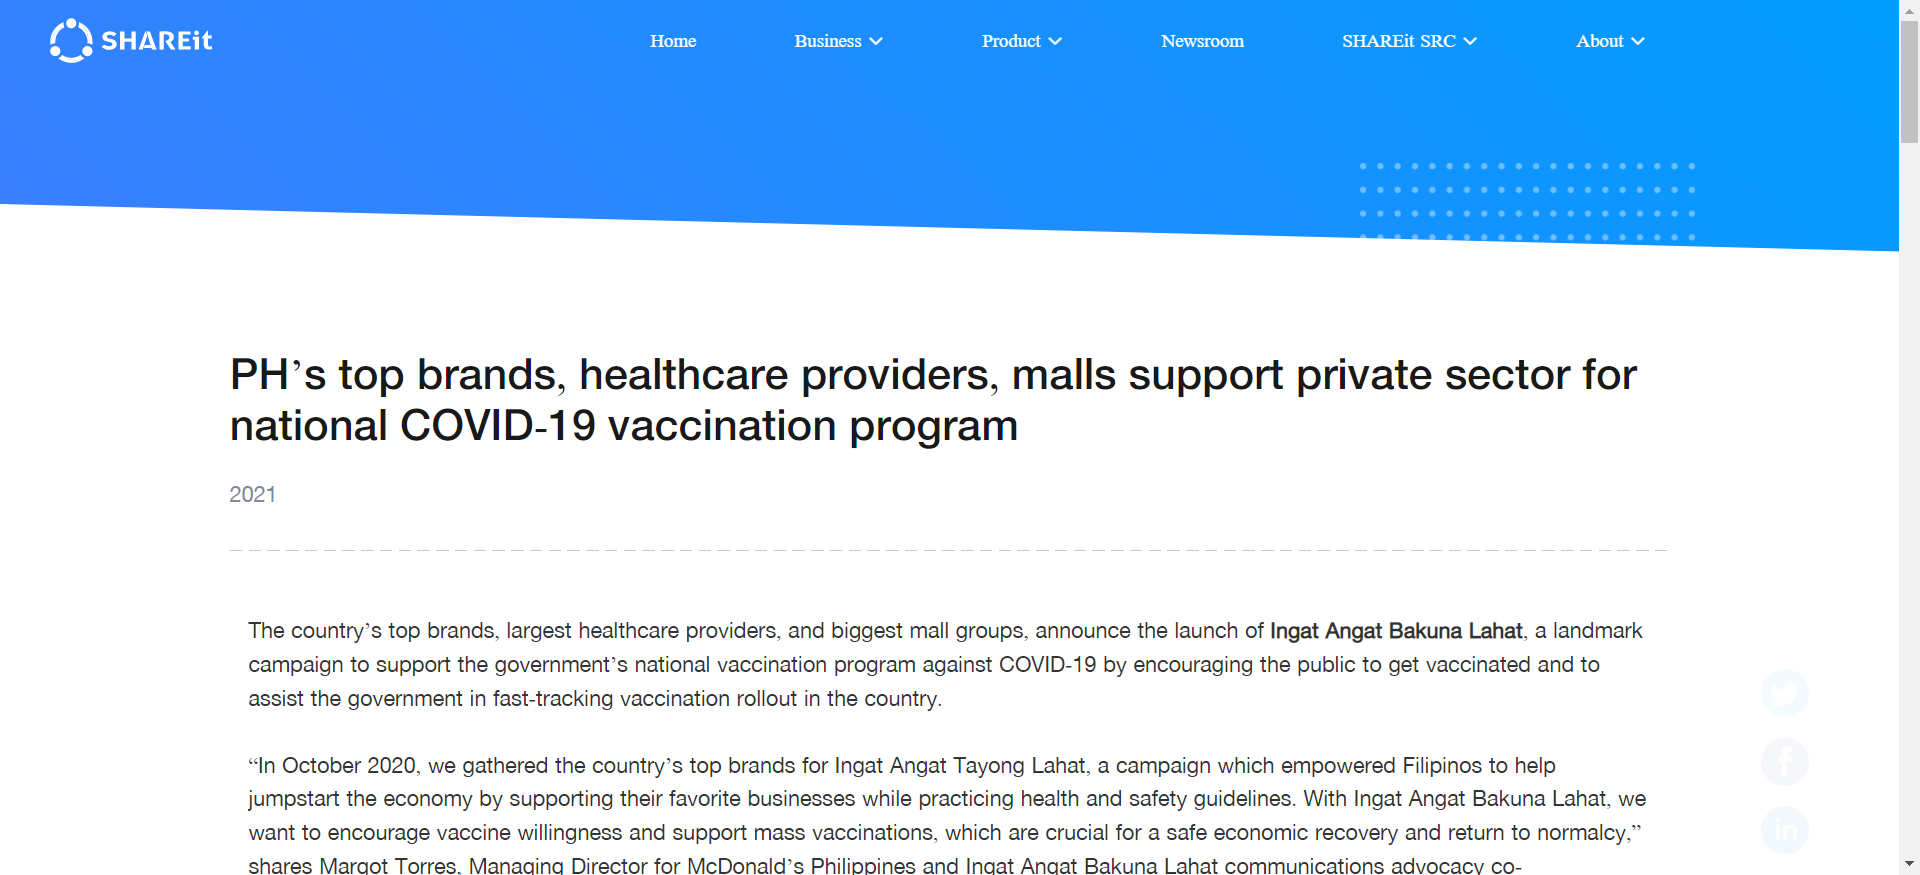 SHAREit
Home Business Product Newsroom SHAREit SRC About
PH’s top brands, healthcare providers, malls support private sector for
national COVID-19 vaccination program
2021
The country’s top brands, largest healthcare providers, and biggest mall groups, announce the launch of Ingat Angat Bakuna Lahat, a landmark
campaign to support the government’s national vaccination program against COVID-19 by encouraging the public to get vaccinated and to
assist the government in fast-tracking vaccination rollout in the country.
“In October 2020, we gathered the country’s top brands for Ingat Angat Tayong Lahat, a campaign which empowered Filipinos to help
jumpstart the economy by supporting their favorite businesses while practicing health and safety guidelines. With Ingat Angat Bakuna Lahat, we
want to encourage vaccine willingness and support mass vaccinations, which are crucial for a safe economic recovery and return to normalcy,”
shares Margot Torres, Managing Director for McDonald’s Philippines and Ingat Angat Bakuna Lahat communications advocacy co-